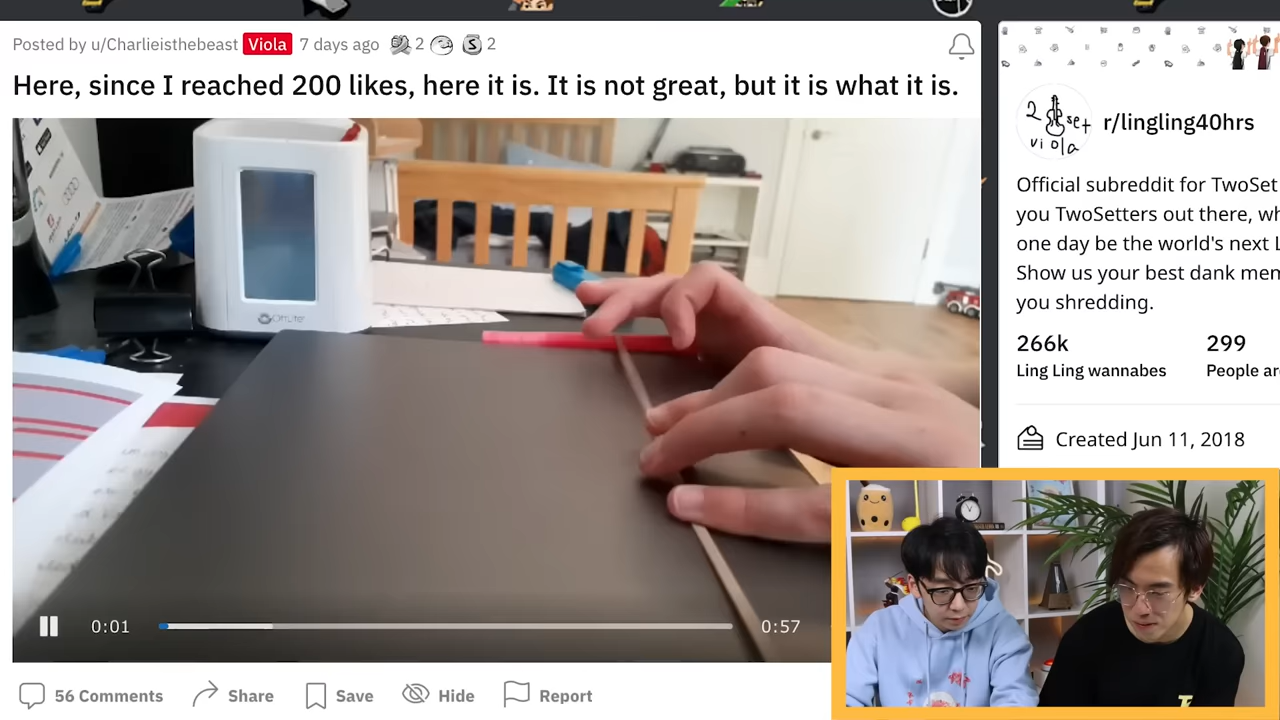 Posted by u/Charlieisthebeast Viola 7 days ago 2 2
Here, since I reached 200 likes, here it is. It is not great, but it is what it is.
0:01 0:57
56 Comments Share Save Hide Report
2 set
viola
r/lingling40hrs
Official subreddit for TwoSet
you TwoSetters out there, wh
one day be the world's next L
Show us your best dank mem
you shredding.
266k 299
Ling Ling wannabes People ar
Created Jun 11, 2018